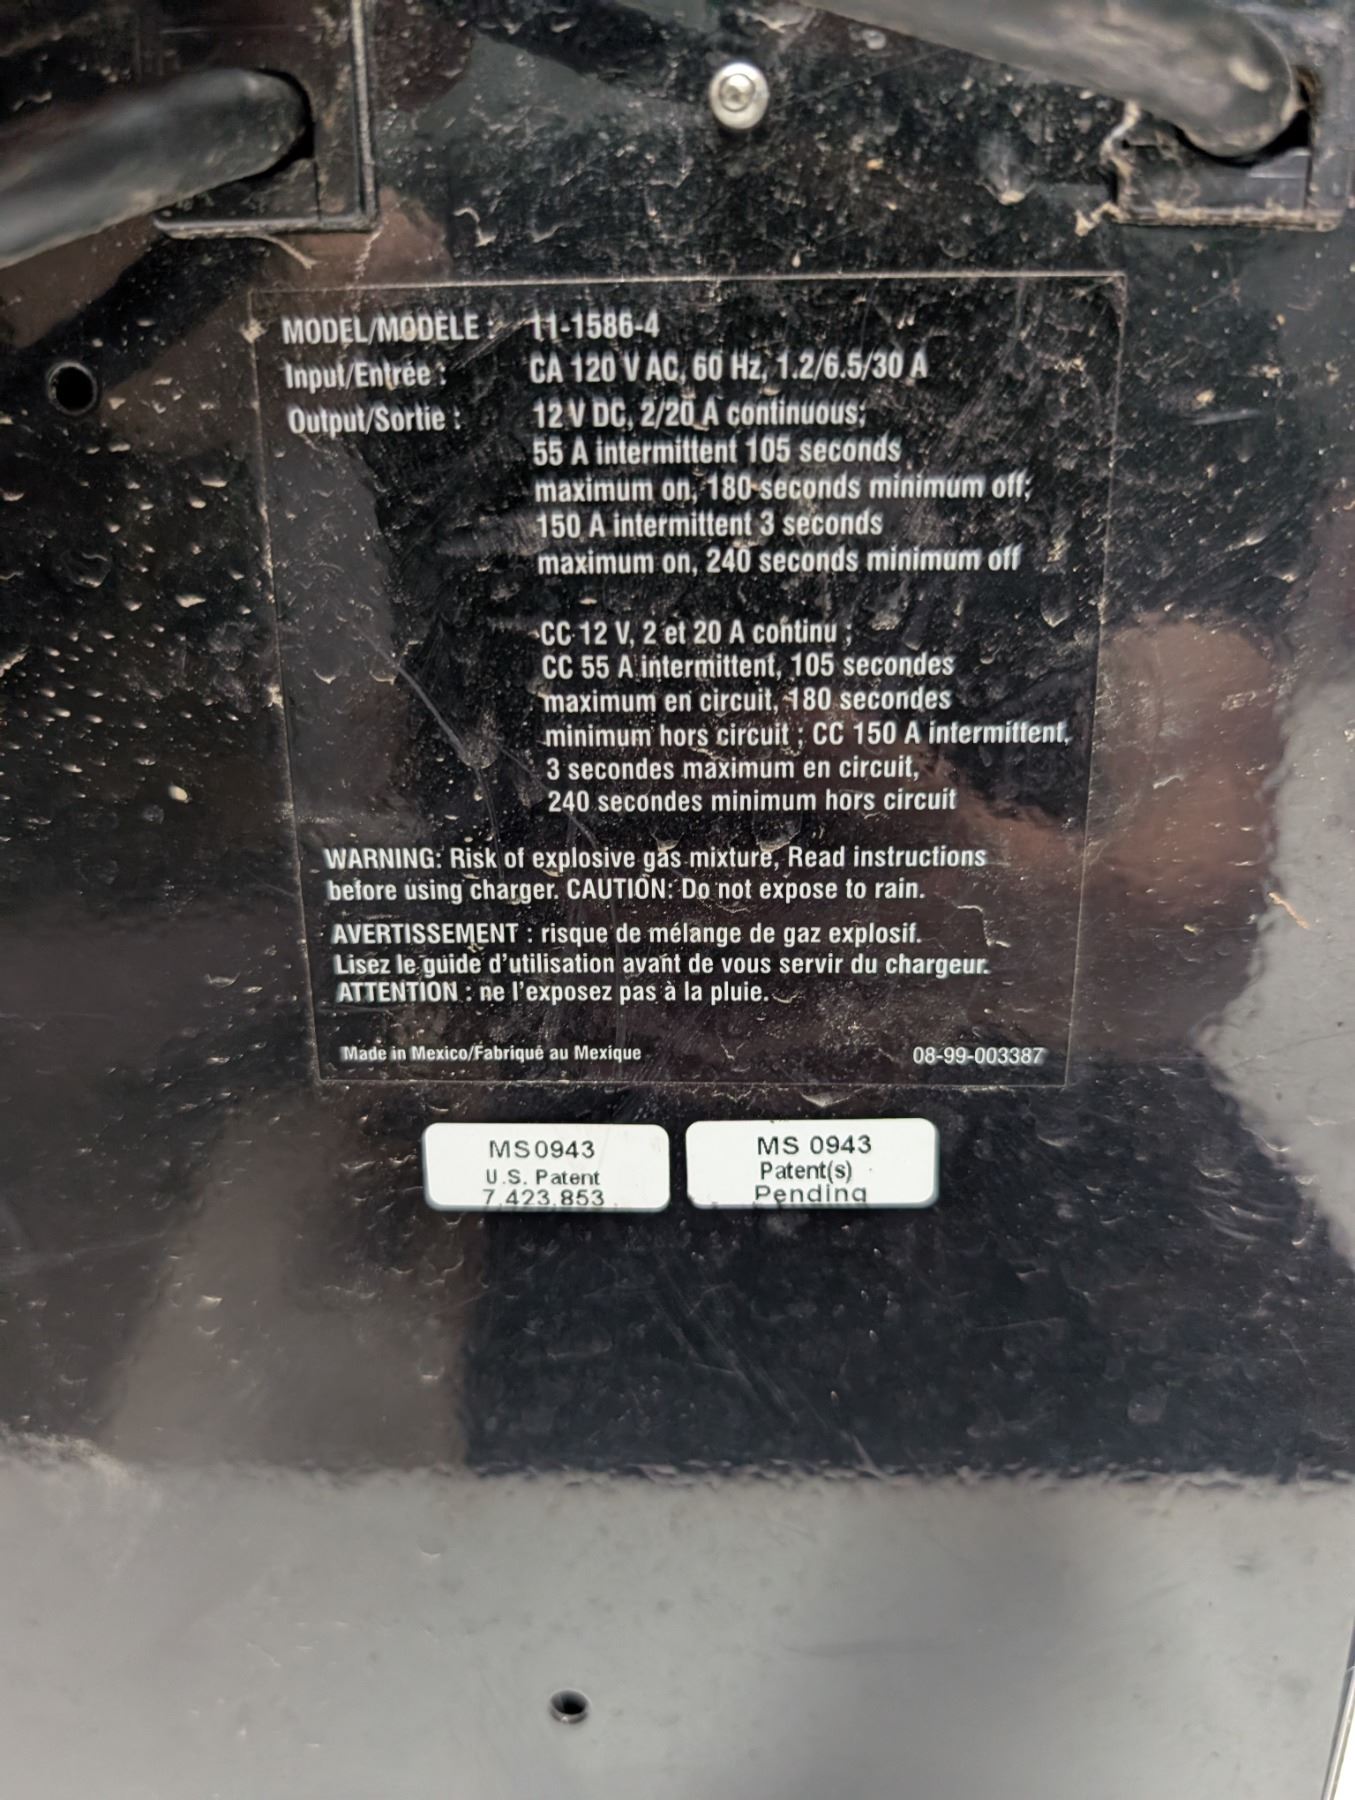 MODEL/MODELE : 11-1586-4
Input/Entrée : CA 120 V AC, 60 Hz, 1.2/6.5/30 A
Output/Sortie : 12 V DC, 2/20 A continuous;
55 A intermittent 105 seconds
maximum on, 180 seconds minimum off;
150 A intermittent 3 seconds
maximum on, 240 seconds minimum off
CC 12 V, 2 et 20 A continu ;
CC 55 A intermittent, 105 secondes
maximum en circuit, 180 secondes
minimum hors circuit ; CC 150 A intermittent,
3 secondes maximum en circuit,
240 secondes minimum hors circuit
WARNING: Risk of explosive gas mixture, Read instructions
before using charger. CAUTION: Do not expose to rain.
AVERTISSEMENT : risque de mélange de gaz explosif.
Lisez le guide d'utilisation avant de vous servir du chargeur.
ATTENTION : ne l'exposez pas à la pluie.
Made in Mexico/Fabriqué au Mexique 08-99-003387
MS0943
U.S. Patent
7,423,853
MS 0943
Patent(s)
Pending